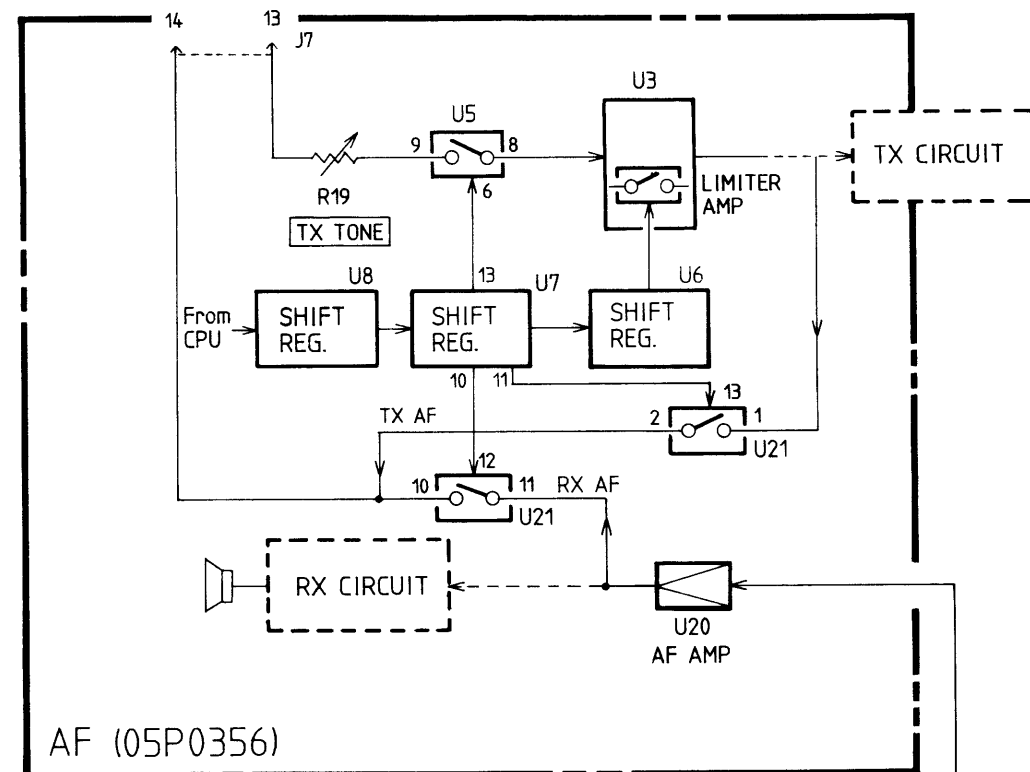 14 13
J7
U3
U5
9 8
6
R19
TX TONE
LIMITER
AMP
TX CIRCUIT
U8
13 U7
U6
From
CPU
SHIFT
REG.
SHIFT
REG.
SHIFT
REG.
10 11
13
TX AF
2 1
U21
12
10 11 RX AF
U21
RX CIRCUIT
U20
AF AMP
AF (05P0356)